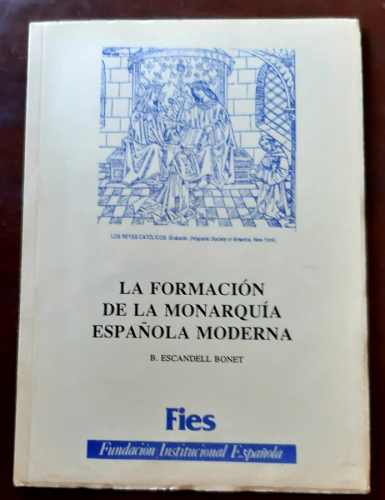 LOS REYES CATÓLICOS. Grabado. (Hispanic Society of America, New York)
LA FORMACIÓN
DE LA MONARQUÍA
ESPAÑOLA MODERNA
B. ESCANDELL BONET
Fies
Fundación Institucional Española